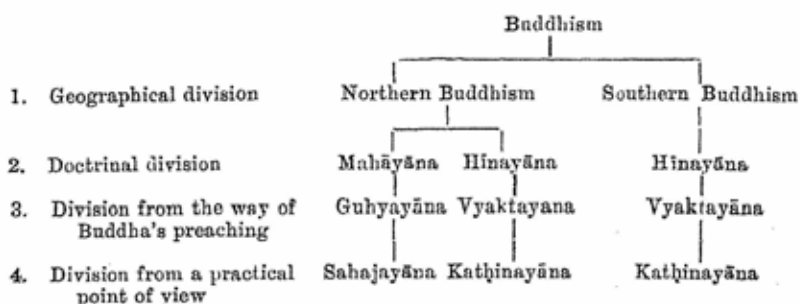 Buddhism
1. Geographical division Northern Buddhism Southern Buddhism
2. Doctrinal division Mahāyāna Hīnayāna Hīnayāna
3. Division from the way of Guhyayāna Vyaktayana Vyaktayāna
Buddha's preaching
4. Division from a practical Sahajayāna Kaṭhinayāna Kaṭhinayāna
point of view